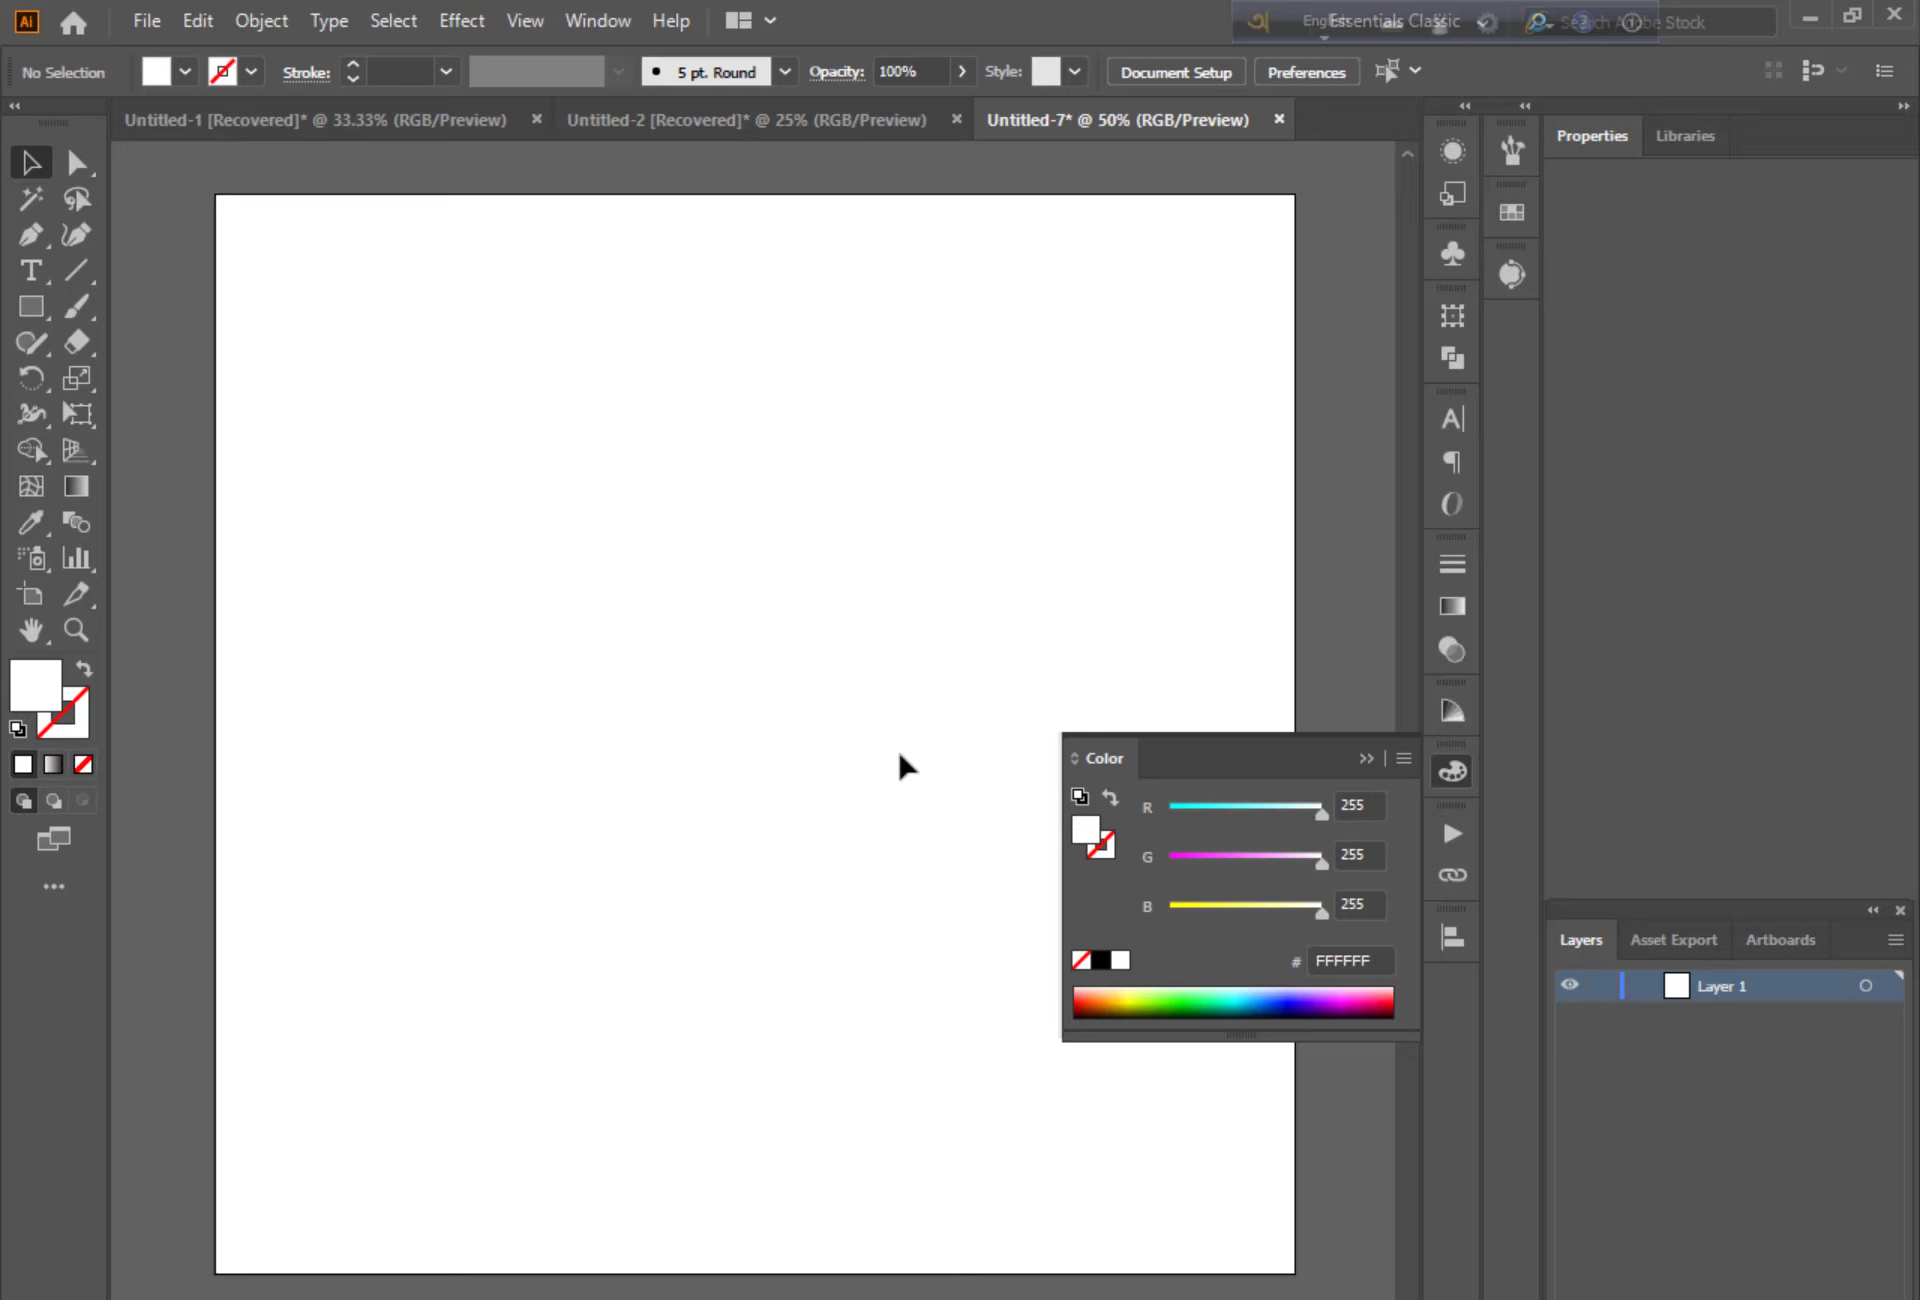 Ai File Edit Object Type Select Effect View Window Help অ English Essentials Classic Search Adobe Stock
No Selection Stroke: 5 pt. Round Opacity: 100% Style: Document Setup Preferences
Untitled-1 [Recovered]* @ 33.33% (RGB/Preview) Untitled-2 [Recovered]* @ 25% (RGB/Preview) Untitled-7* @ 50% (RGB/Preview)
Properties Libraries
Color
R 255
G 255
B 255
# FFFFFF
Layers Asset Export Artboards
Layer 1